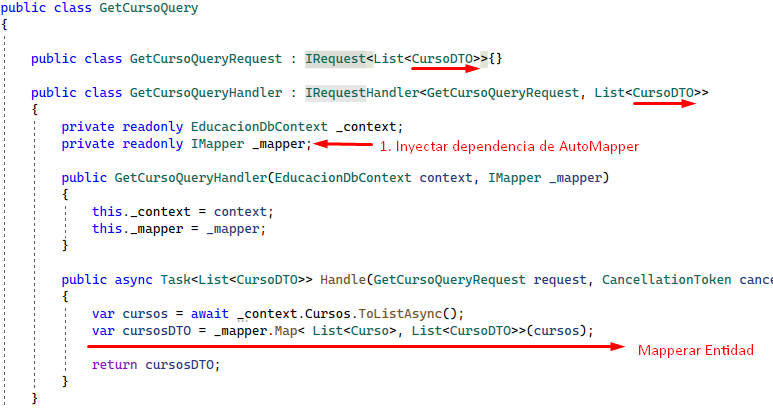 public class GetCursoQuery
{
public class GetCursoQueryRequest : IRequest<List<CursoDTO>>{}
public class GetCursoQueryHandler : IRequestHandler<GetCursoQueryRequest, List<CursoDTO>>
{
private readonly EducacionDbContext _context;
private readonly IMapper _mapper;
1. Inyectar dependencia de AutoMapper
public GetCursoQueryHandler(EducacionDbContext context, IMapper _mapper)
{
this._context = context;
this._mapper = _mapper;
}
public async Task<List<CursoDTO>> Handle(GetCursoQueryRequest request, CancellationToken cance
{
var cursos = await _context.Cursos.ToListAsync();
var cursosDTO = _mapper.Map< List<Curso>, List<CursoDTO>>(cursos);
Mapperar Entidad
return cursosDTO;
}
}